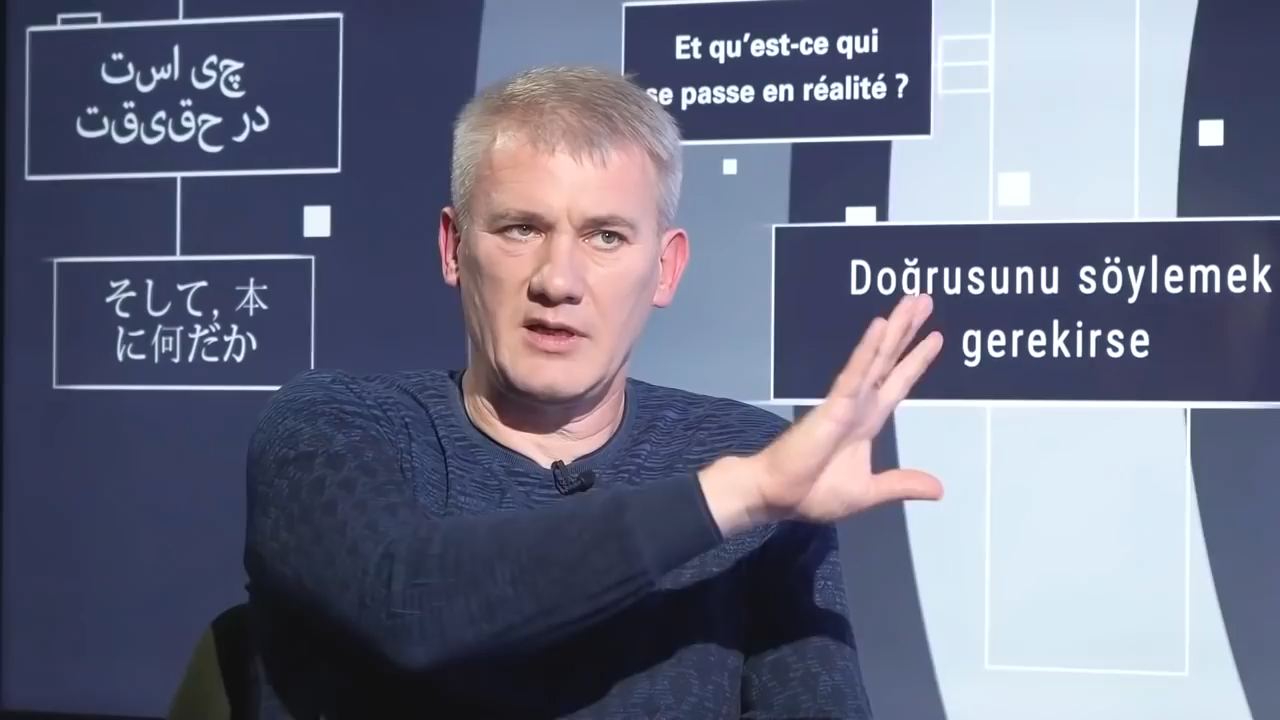 چی است
در حقیقت
Et qu’est-ce qui
se passe en réalité ?
そして, 本
に何だか
Doğrusunu söylemek
gerekirse